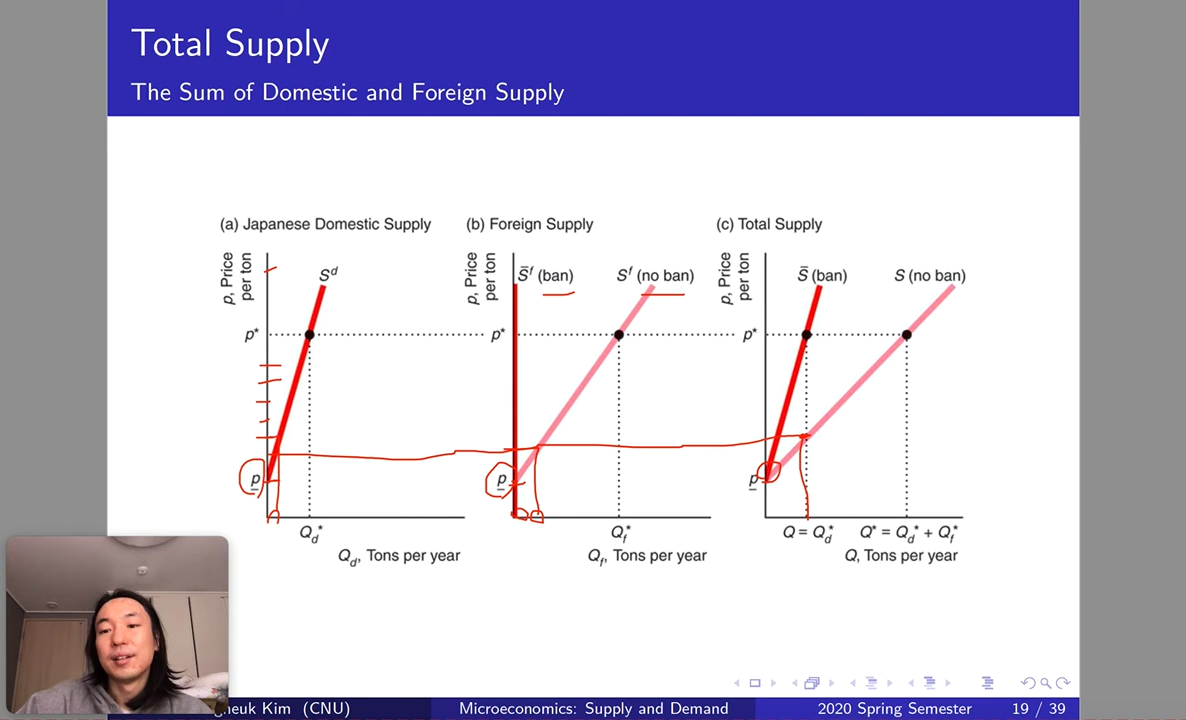 Total Supply
The Sum of Domestic and Foreign Supply
(a) Japanese Domestic Supply
(b) Foreign Supply
(c) Total Supply
p, Price per ton
S^d
p*
p
Q_d*
Q_d, Tons per year
p, Price per ton
S̄^f (ban)
S^f (no ban)
p*
p
Q_f*
Q_f, Tons per year
p, Price per ton
S̄ (ban)
S (no ban)
p*
p
Q = Q_d*
Q* = Q_d* + Q_f*
Q, Tons per year
Kim (CNU)
Microeconomics: Supply and Demand
2020 Spring Semester
19 / 39